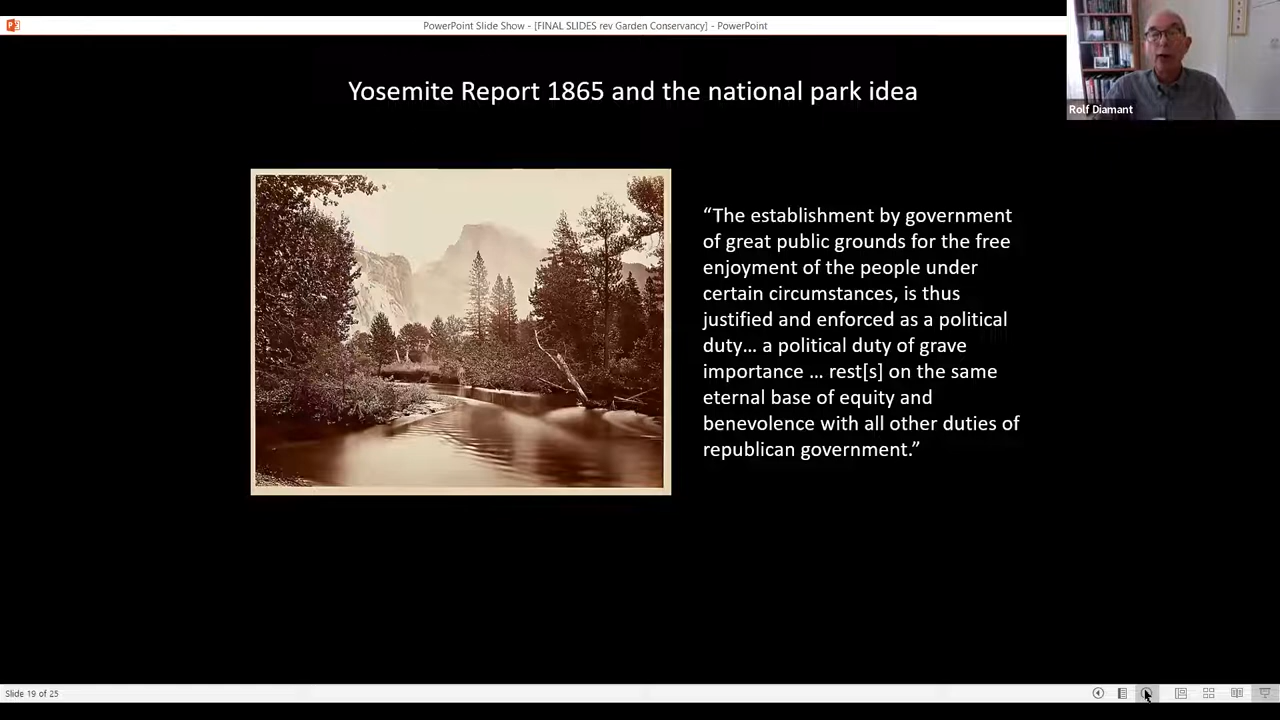 PowerPoint Slide Show - [FINAL SLIDES rev Garden Conservancy] - PowerPoint
Rolf Diamant
Yosemite Report 1865 and the national park idea
“The establishment by government
of great public grounds for the free
enjoyment of the people under
certain circumstances, is thus
justified and enforced as a political
duty... a political duty of grave
importance ... rest[s] on the same
eternal base of equity and
benevolence with all other duties of
republican government.”
Slide 19 of 25